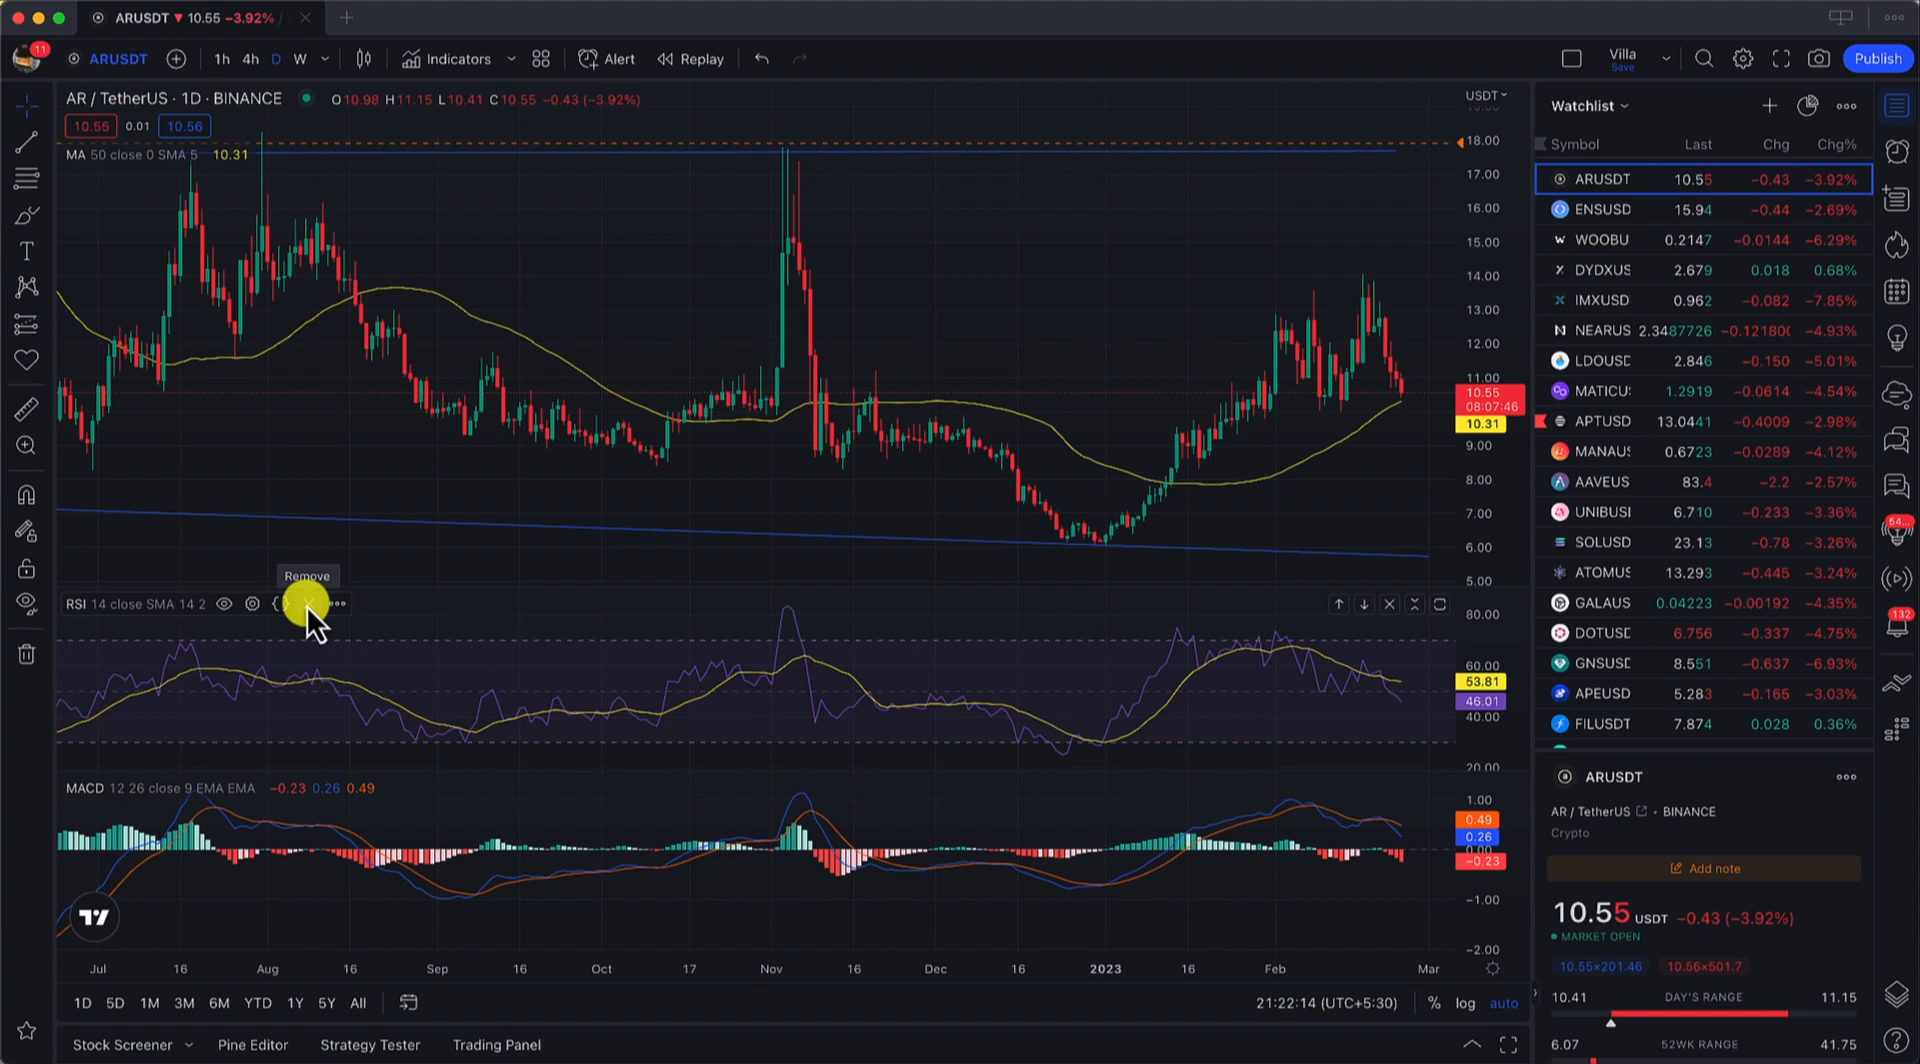 ARUSDT ▼ 10.55 −3.92% /
11
ARUSDT 1h 4h D W Indicators Alert Replay Villa Save Publish
AR / TetherUS · 1D · BINANCE O10.98 H11.15 L10.41 C10.55 −0.43 (−3.92%)
10.55 0.01 10.56
MA 50 close 0 SMA 5 10.31
USDT
18.00
17.00
16.00
15.00
14.00
13.00
12.00
11.00
10.55
08:07:46
10.31
9.00
8.00
7.00
6.00
5.00
Remove
RSI 14 close SMA 14 2
80.00
60.00
53.81
46.01
40.00
20.00
MACD 12 26 close 9 EMA EMA −0.23 0.26 0.49
1.00
0.49
0.26
0.00
−0.23
−1.00
−2.00
Jul 16 Aug 16 Sep 16 Oct 17 Nov 16 Dec 16 2023 16 Feb Mar
1D 5D 1M 3M 6M YTD 1Y 5Y All 21:22:14 (UTC+5:30) % log auto
Stock Screener Pine Editor Strategy Tester Trading Panel
Watchlist
Symbol Last Chg Chg%
ARUSDT 10.55 −0.43 −3.92%
ENSUSD 15.94 −0.44 −2.69%
WOOBU 0.2147 −0.0144 −6.29%
DYDXUS 2.679 0.018 0.68%
IMXUSD 0.962 −0.082 −7.85%
NEARUS 2.3487726 −0.12180 −4.93%
LDOUSD 2.846 −0.150 −5.01%
MATICU 1.2919 −0.0614 −4.54%
APTUSD 13.0441 −0.4009 −2.98%
MANAUS 0.6723 −0.0289 −4.12%
AAVEUS 83.4 −2.2 −2.57%
UNIBUSI 6.710 −0.233 −3.36%
SOLUSD 23.13 −0.78 −3.26%
ATOMUS 13.293 −0.445 −3.24%
GALAUS 0.04223 −0.00192 −4.35%
DOTUSD 6.756 −0.337 −4.75%
GNSUSD 8.551 −0.637 −6.93%
APEUSD 5.283 −0.165 −3.03%
FILUSDT 7.874 0.028 0.36%
54...
132
ARUSDT
AR / TetherUS • BINANCE
Crypto
Add note
10.55 USDT −0.43 (−3.92%)
MARKET OPEN
10.55×201.46 10.56×501.7
10.41 DAY'S RANGE 11.15
6.07 52WK RANGE 41.75